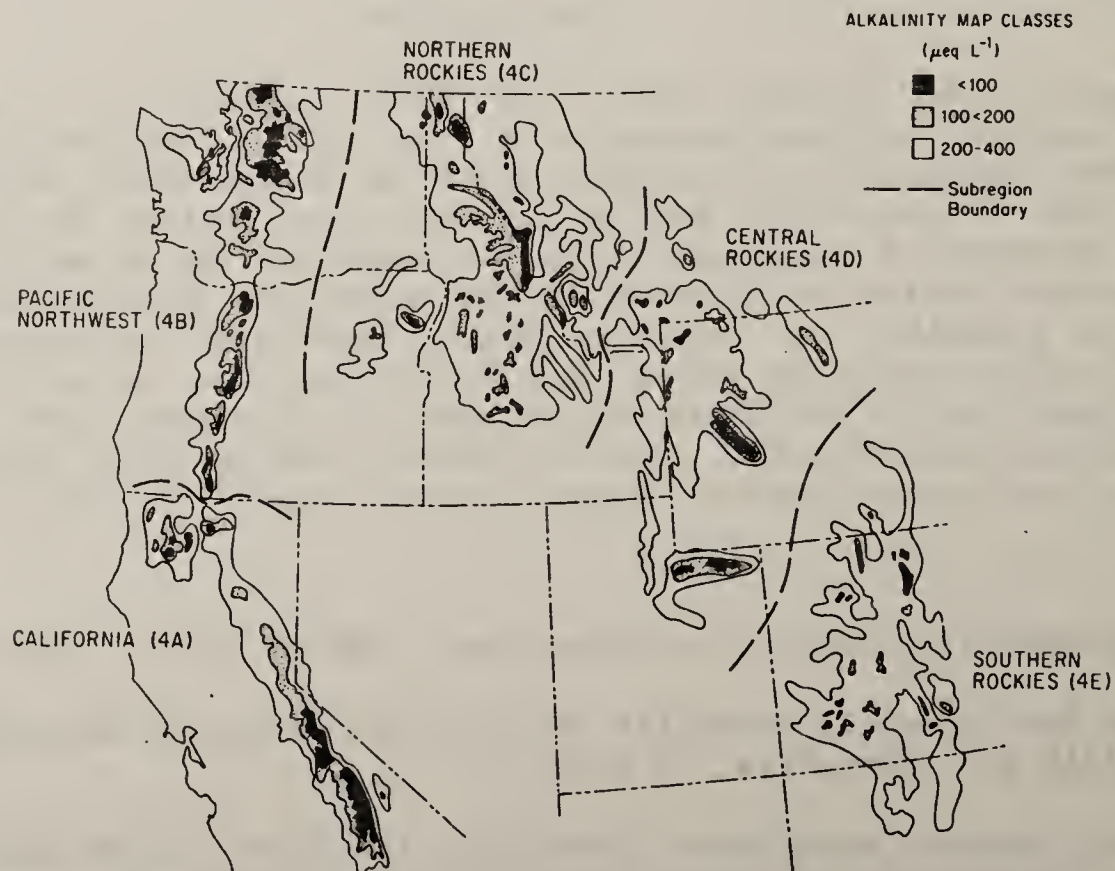 ALKALINITY MAP CLASSES
(µeq L⁻¹)
<100
100<200
200-400
Subregion
Boundary
NORTHERN
ROCKIES (4C)
CENTRAL
ROCKIES (4D)
PACIFIC
NORTHWEST (4B)
CALIFORNIA (4A)
SOUTHERN
ROCKIES (4E)